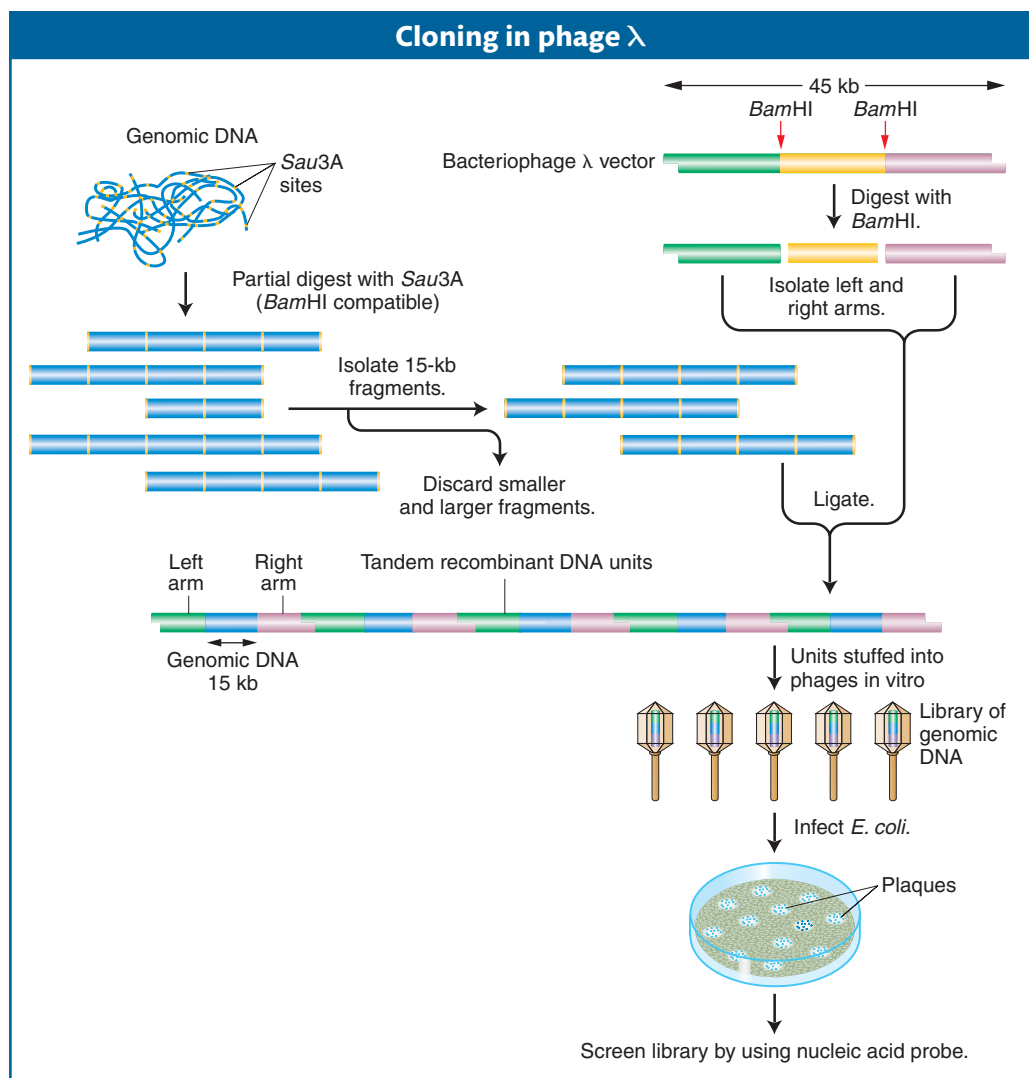 Cloning in phage λ
45 kb
BamHI
BamHI
Genomic DNA
Sau3A
sites
Bacteriophage λ vector
Digest with
BamHI.
Partial digest with Sau3A
(BamHI compatible)
Isolate left and
right arms.
Isolate 15-kb
fragments.
Discard smaller
and larger fragments.
Ligate.
Left
arm
Right
arm
Tandem recombinant DNA units
Genomic DNA
15 kb
Units stuffed into
phages in vitro
Library of
genomic
DNA
Infect E. coli.
Plaques
Screen library by using nucleic acid probe.